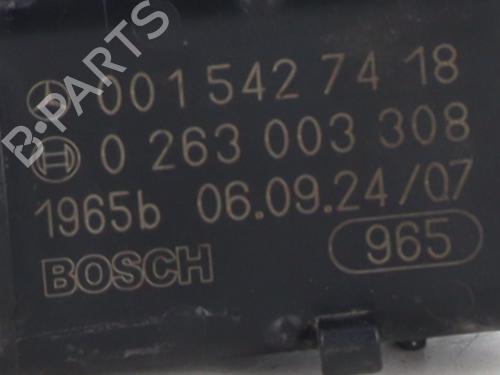 001 542 74 18
0 263 003 308
1965b 06.09.24/07
BOSCH 965
B-PARTS